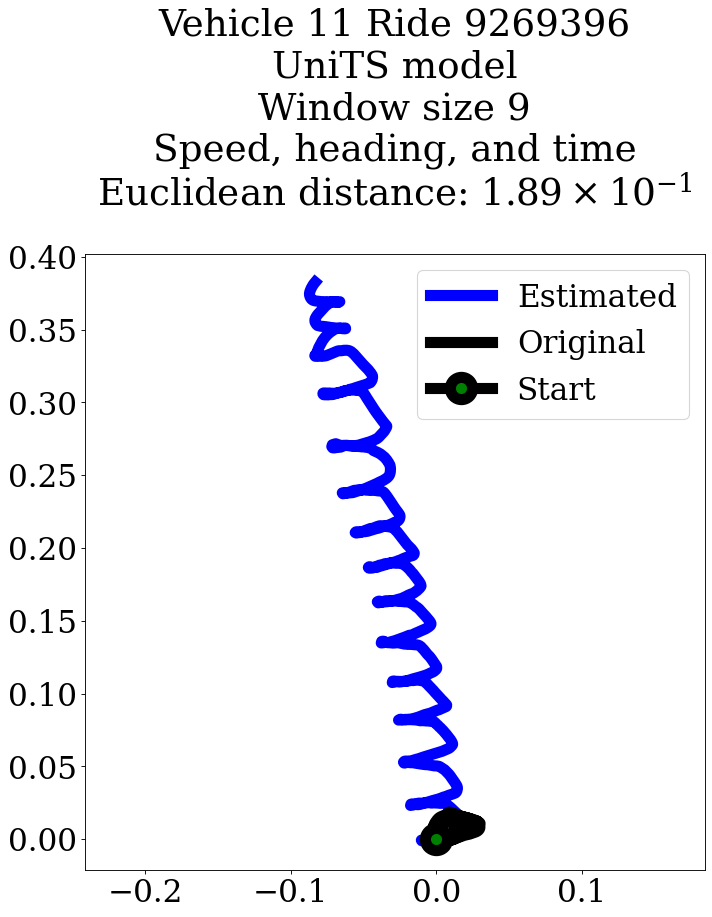 Vehicle 11 Ride 9269396
UniTS model
Window size 9
Speed, heading, and time
Euclidean distance: 1.89 × 10⁻¹
0.40
0.35
0.30
0.25
0.20
0.15
0.10
0.05
0.00
Estimated
Original
Start
−0.2
−0.1
0.0
0.1